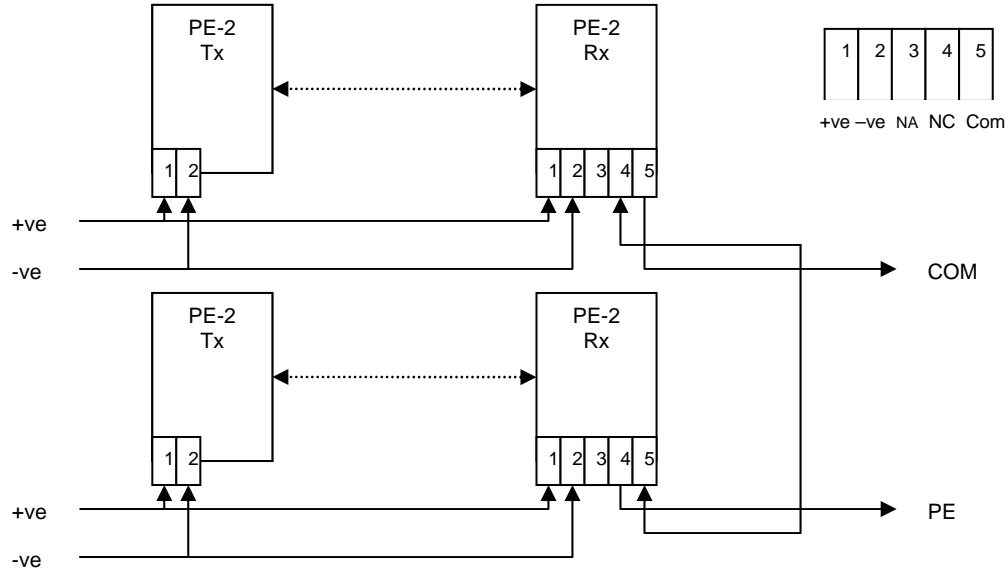 PE-2
Tx
PE-2
Rx
1 2 3 4 5
+ve –ve NA NC Com
1 2
1 2 3 4 5
+ve
-ve
COM
PE-2
Tx
PE-2
Rx
1 2
1 2 3 4 5
+ve
PE
-ve